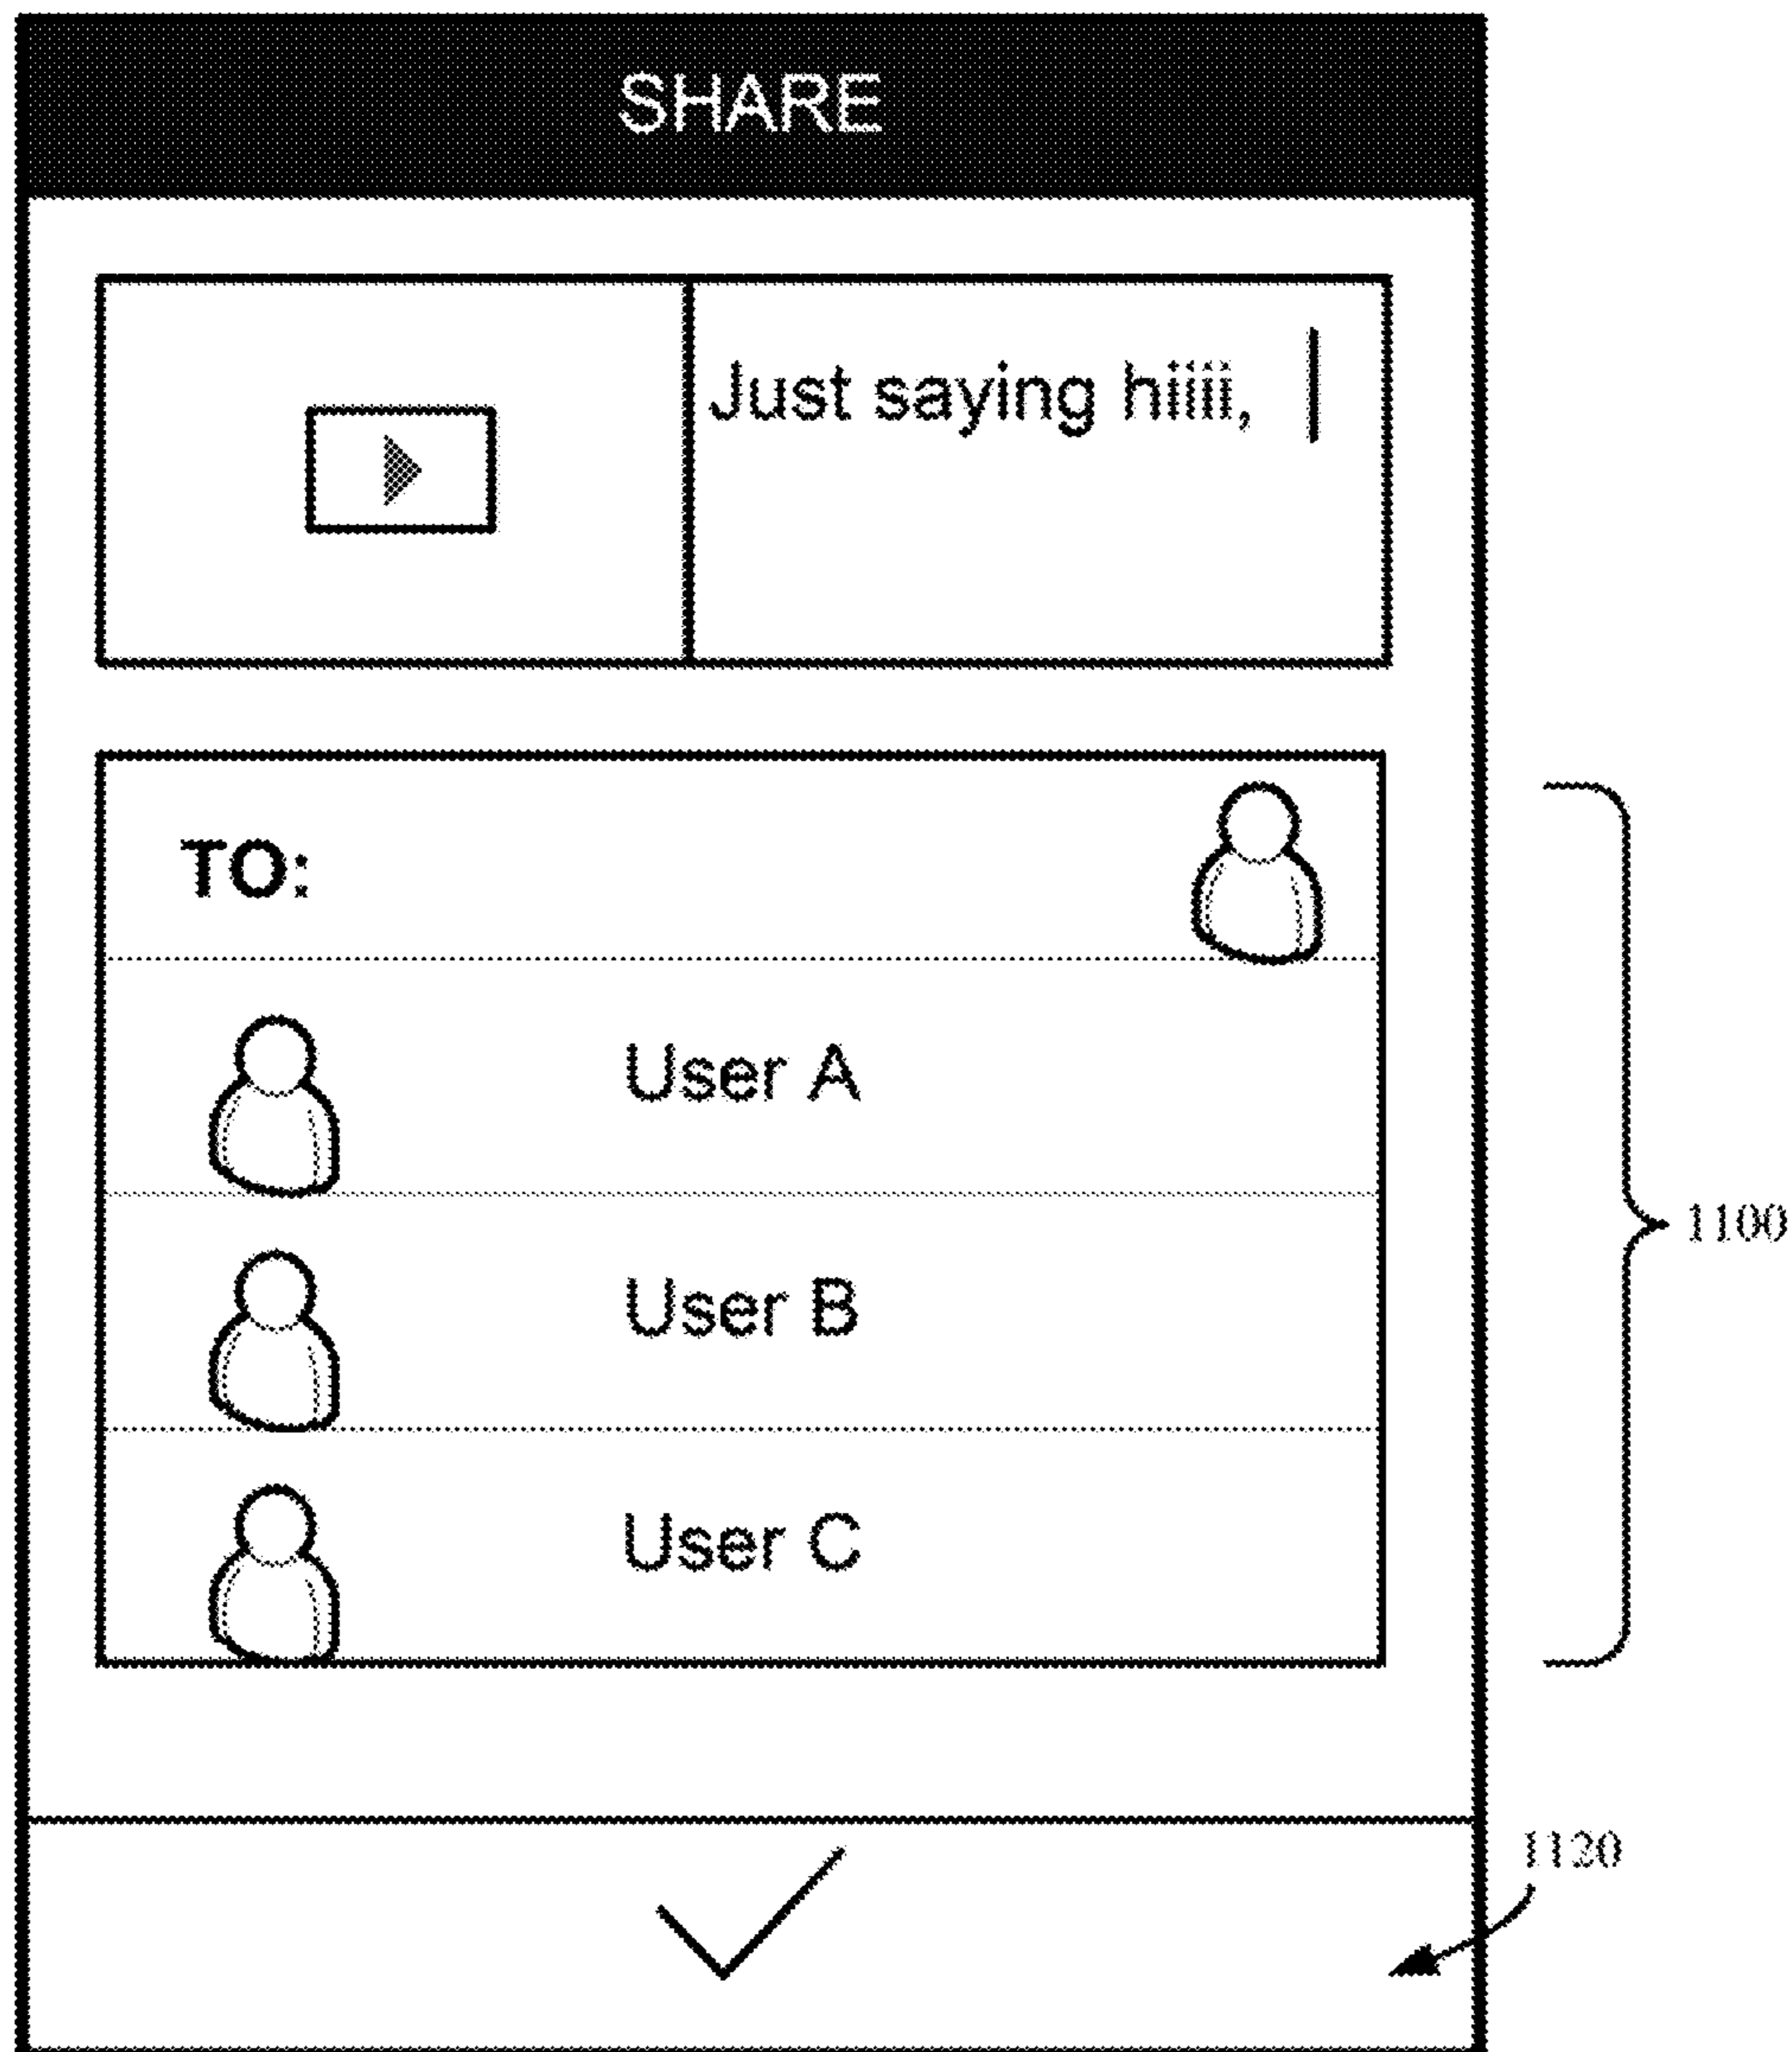 SHARE
Just saying hiiii,
TO:
User A
User B
1100
User C
1120